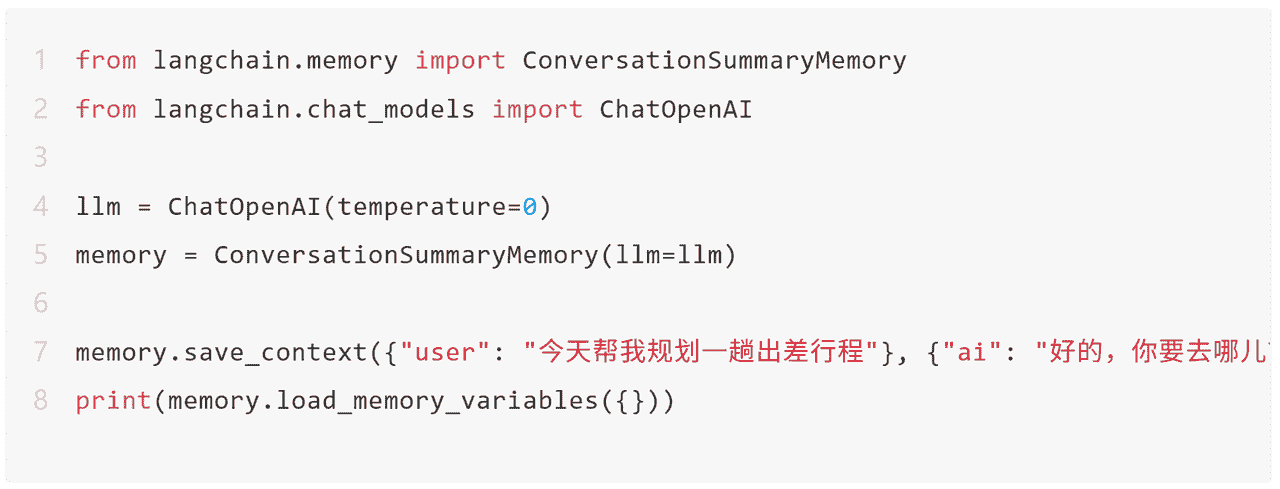 1 from langchain.memory import ConversationSummaryMemory
2 from langchain.chat_models import ChatOpenAI
3
4 llm = ChatOpenAI(temperature=0)
5 memory = ConversationSummaryMemory(llm=llm)
6
7 memory.save_context({"user": "今天帮我规划一趟出差行程"}, {"ai": "好的，你要去哪儿
8 print(memory.load_memory_variables({}))